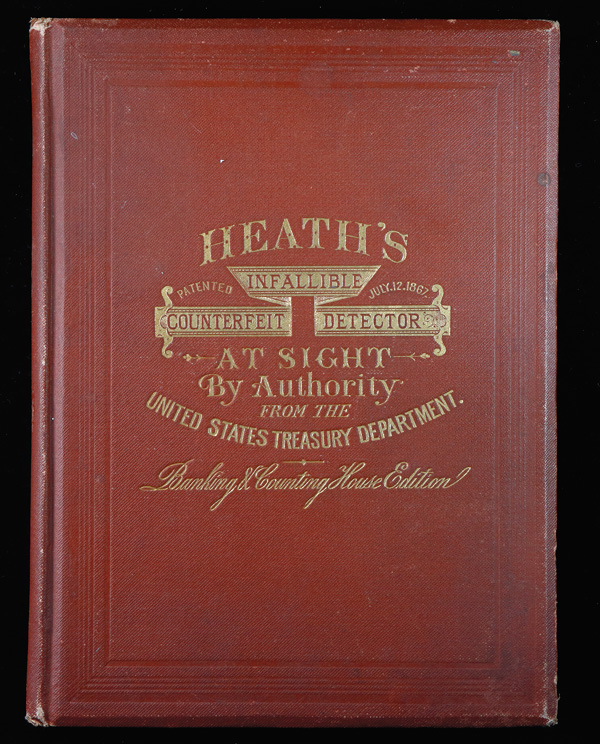 HEATH'S
INFALLIBLE
PATENTED JULY.12.1867.
COUNTERFEIT DETECTOR
AT SIGHT
By Authority
FROM THE
UNITED STATES TREASURY DEPARTMENT.
Banking & Counting House Edition